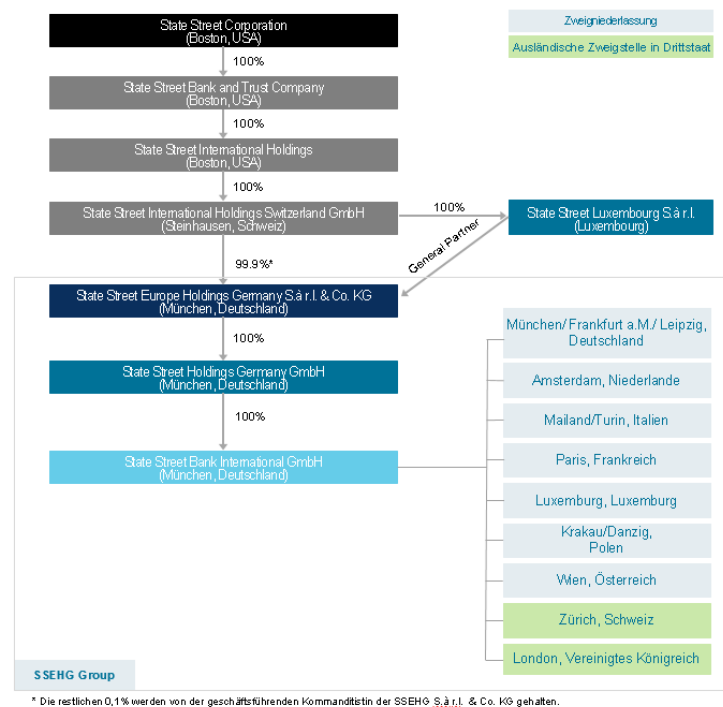 State Street Corporation
(Boston, USA)
Zweigniederlassung
Ausländische Zweigstelle in Drittstaat
100%
State Street Bank and Trust Company
(Boston, USA)
100%
State Street International Holdings
(Boston, USA)
100%
State Street International Holdings Switzerland GmbH
(Steinhausen, Schweiz)
100%
State Street Luxembourg S.à r.l.
(Luxembourg)
General Partner
99.9%*
State Street Europe Holdings Germany S.à r.l. & Co. KG
(München, Deutschland)
100%
State Street Holdings Germany GmbH
(München, Deutschland)
100%
State Street Bank International GmbH
(München, Deutschland)
München/ Frankfurt a.M./ Leipzig,
Deutschland
Amsterdam, Niederlande
Mailand/Turin, Italien
Paris, Frankreich
Luxemburg, Luxemburg
Krakau/Danzig,
Polen
Wien, Österreich
Zürich, Schweiz
London, Vereinigtes Königreich
SSEHG Group
* Die restlichen 0,1% werden von der geschäftsführenden Kommanditistin der SSEHG S.à r.l. & Co. KG gehalten.